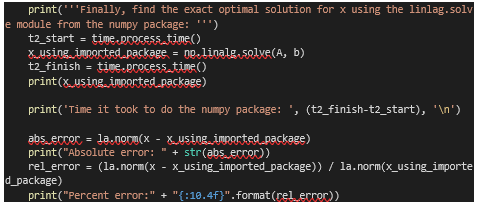 print('''Finally, find the exact optimal solution for x using the linlag.solv
e module from the numpy package: ''')
t2_start = time.process_time()
x_using_imported_package = np.linalg.solve(A, b)
t2_finish = time.process_time()
print(x_using_imported_package)
print('Time it took to do the numpy package: ', (t2_finish-t2_start), '\n')
abs_error = la.norm(x - x_using_imported_package)
print("Absolute error: " + str(abs_error))
rel_error = (la.norm(x - x_using_imported_package)) / la.norm(x_using_importe
d_package)
print("Percent error:" + "{:10.4f}".format(rel_error))